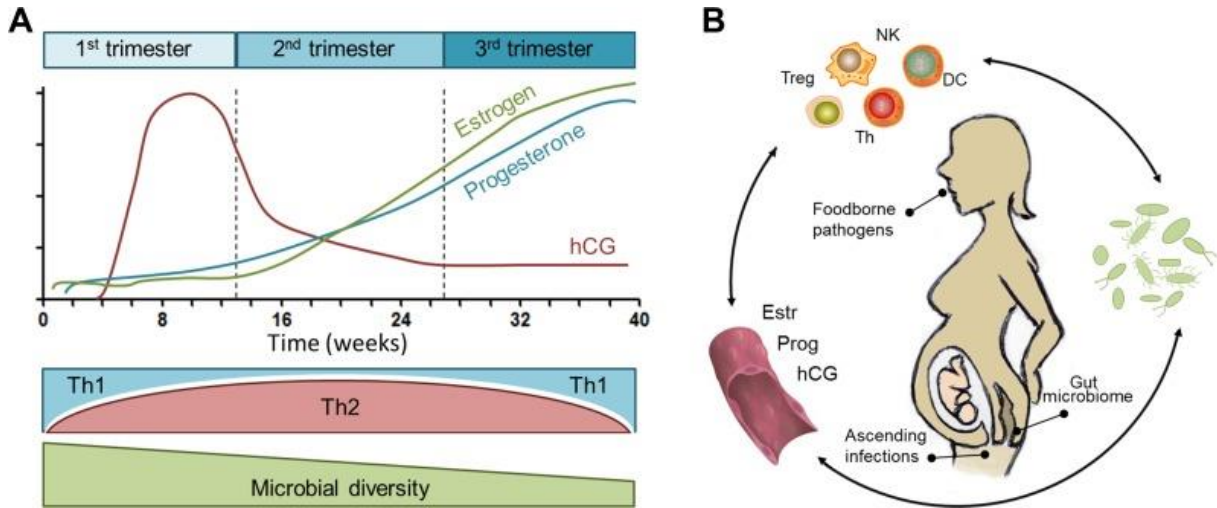 A
1st trimester
2nd trimester
3rd trimester
Estrogen
Progesterone
hCG
0
8
16
24
32
40
Time (weeks)
Th1
Th1
Th2
Microbial diversity
B
NK
Treg
DC
Th
Foodborne
pathogens
Estr
Prog
hCG
Gut
microbiome
Ascending
infections